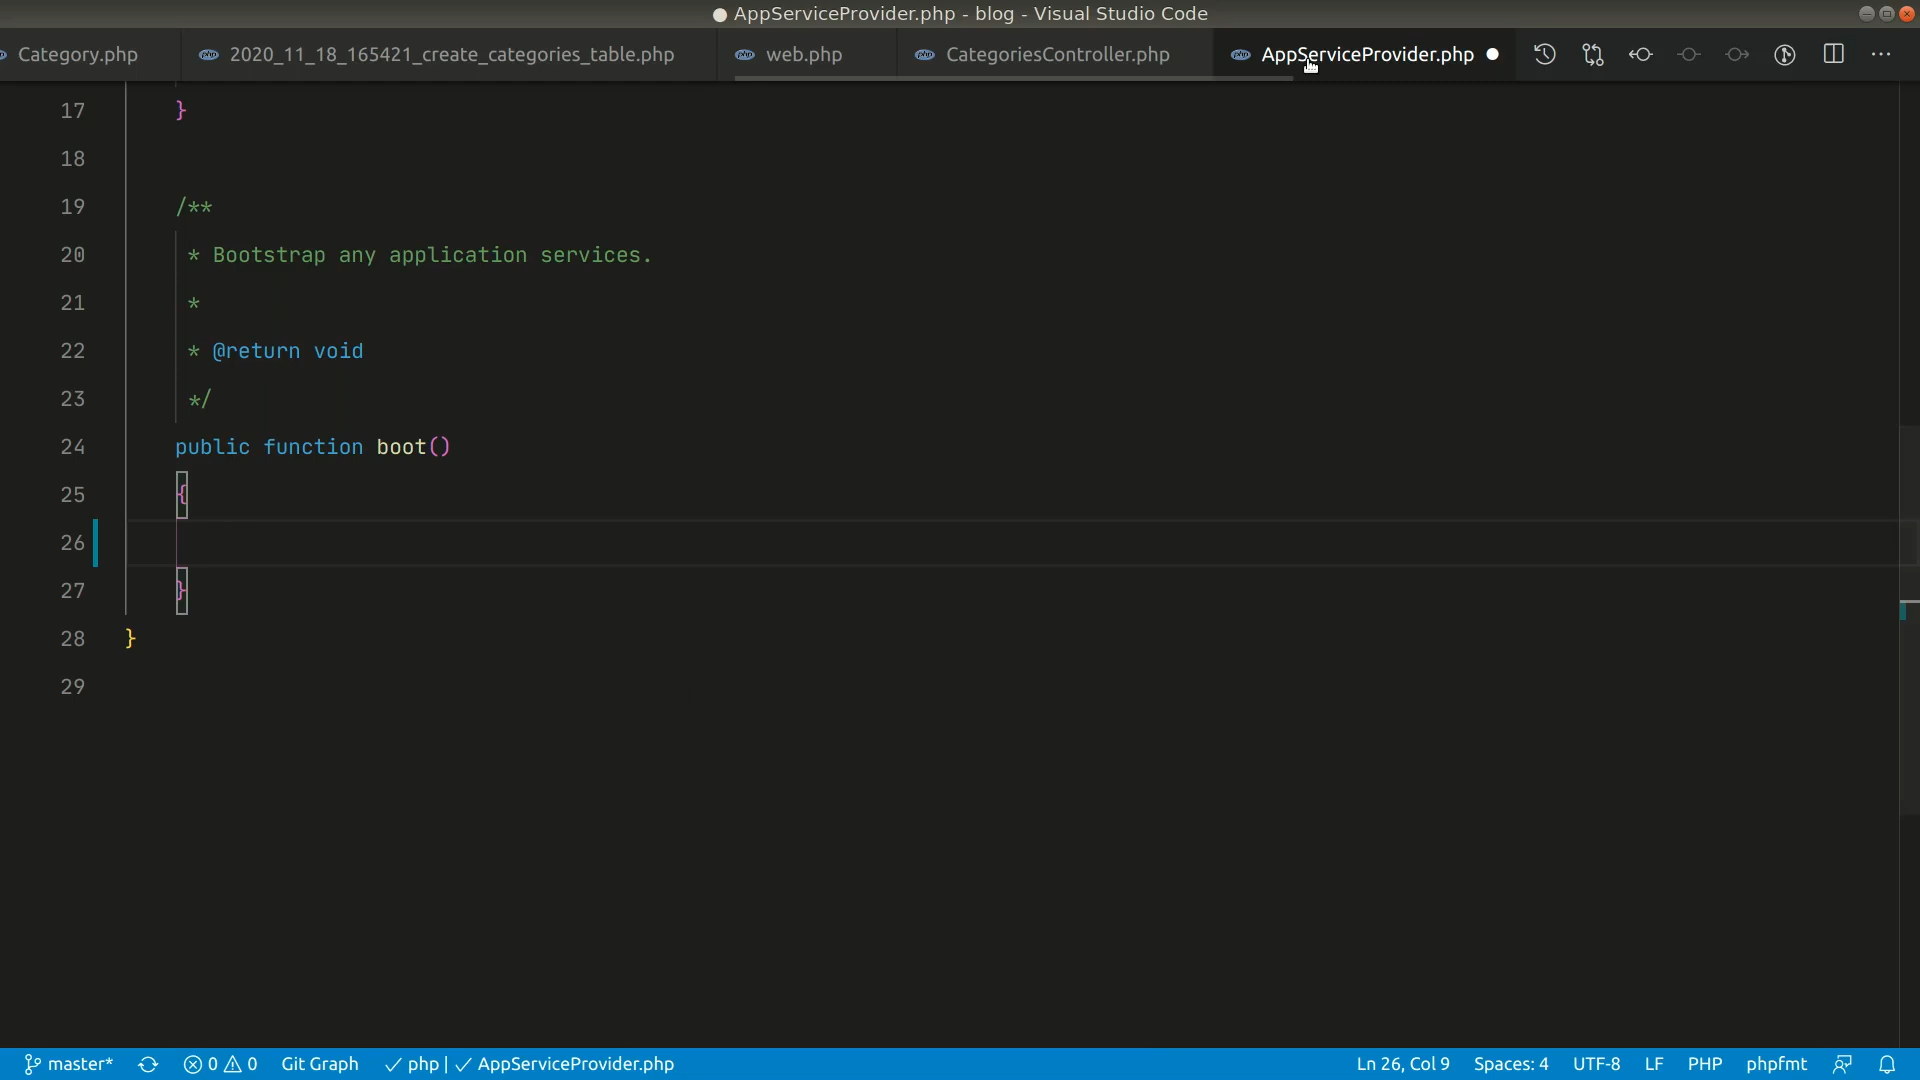 ● AppServiceProvider.php - blog - Visual Studio Code
Category.php
2020_11_18_165421_create_categories_table.php
web.php
CategoriesController.php
AppServiceProvider.php
17 }
18
19 /**
20 * Bootstrap any application services.
21 *
22 * @return void
23 */
24 public function boot()
25 {
26
27 }
28 }
29
master* 0 0 Git Graph ✓ php | ✓ AppServiceProvider.php Ln 26, Col 9 Spaces: 4 UTF-8 LF PHP phpfmt